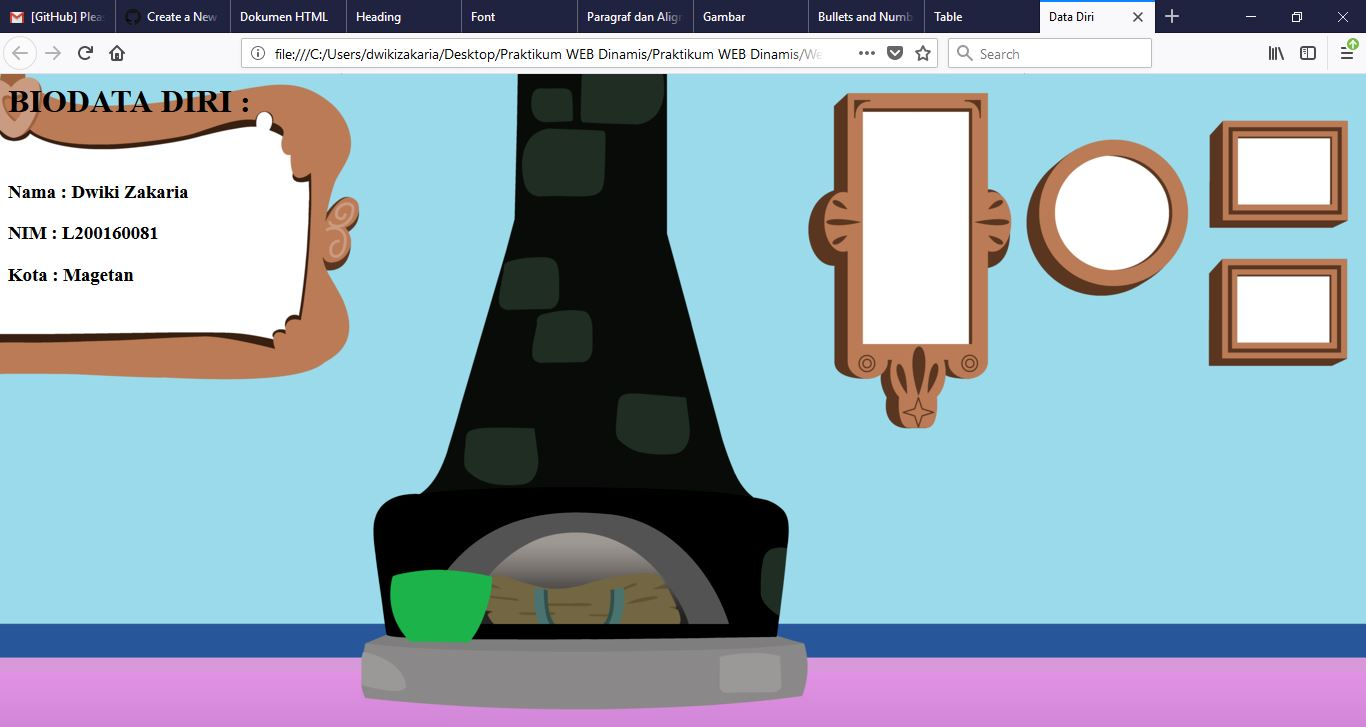 [GitHub] Plea
Create a New
Dokumen HTML
Heading
Font
Paragraf dan Align
Gambar
Bullets and Numb
Table
Data Diri
file:///C:/Users/dwikizakaria/Desktop/Praktikum WEB Dinamis/Praktikum WEB Dinamis/We
Search
BIODATA DIRI :
Nama : Dwiki Zakaria
NIM : L200160081
Kota : Magetan